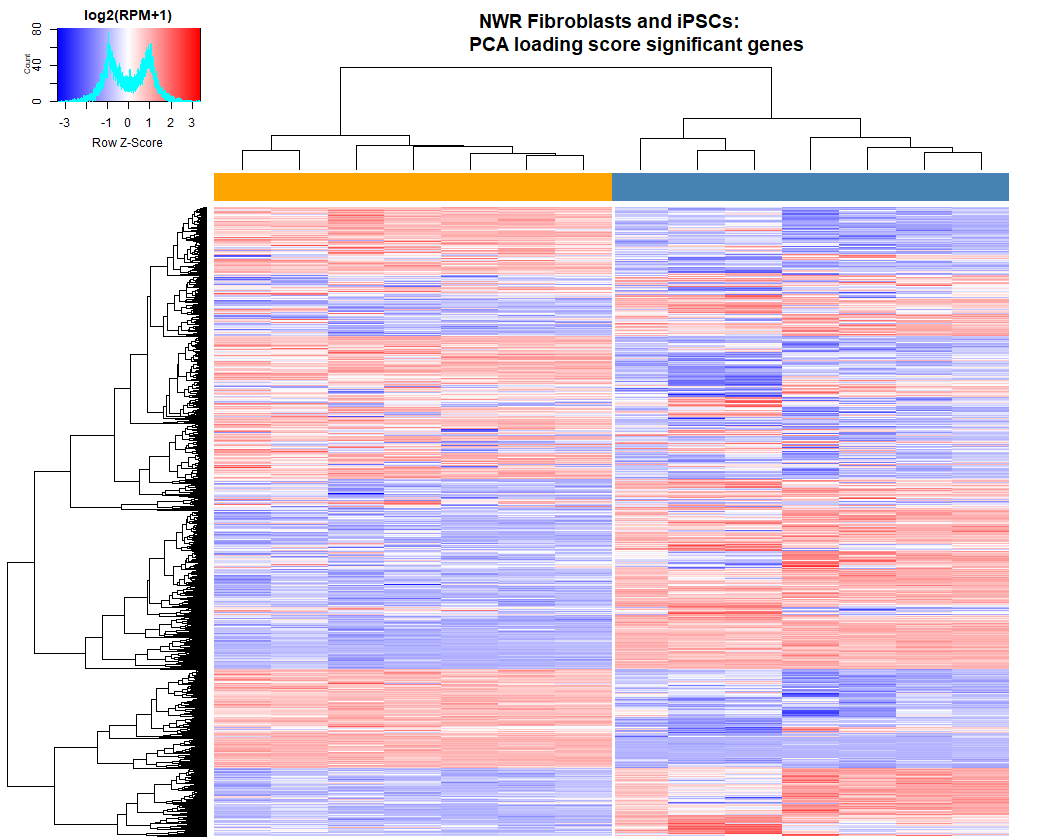 log2(RPM+1)
Count
0 40 80
-3 -1 0 1 2 3
Row Z-Score
NWR Fibroblasts and iPSCs:
PCA loading score significant genes